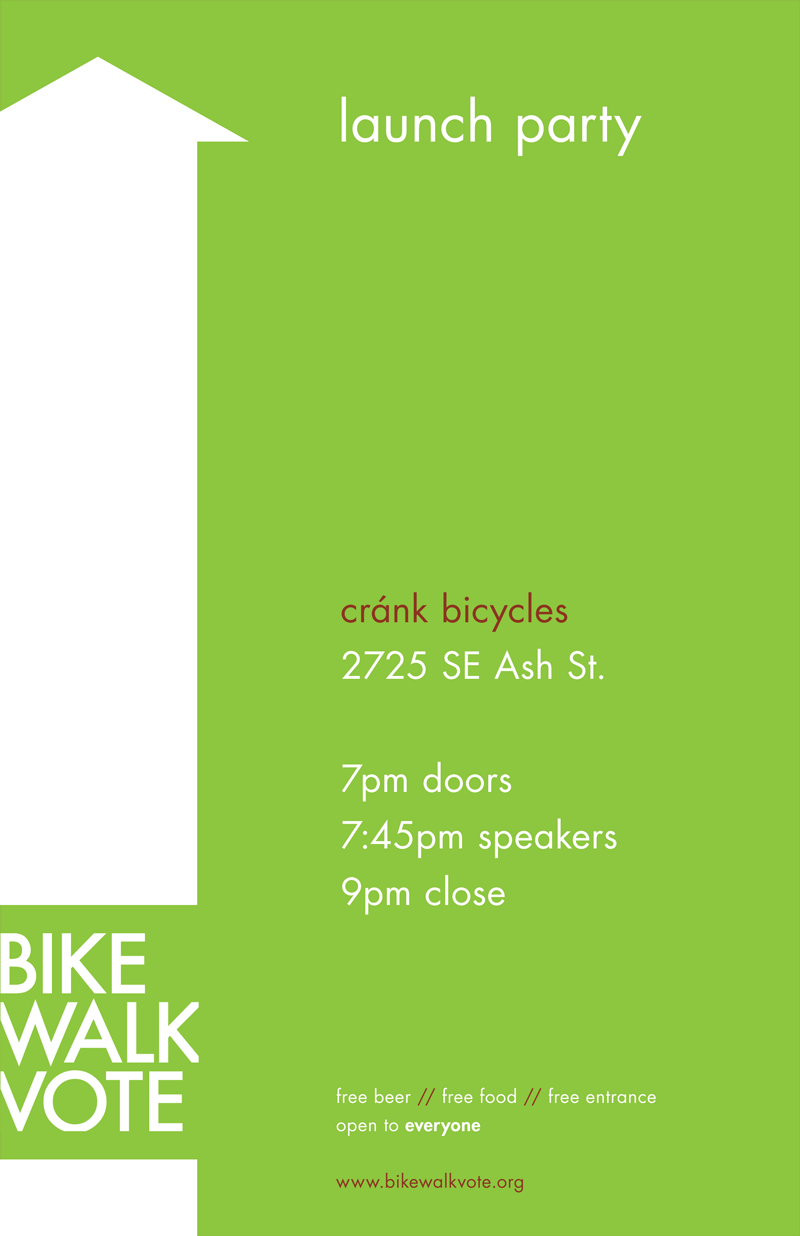 launch party
cránk bicycles
2725 SE Ash St.
7pm doors
7:45pm speakers
9pm close
BIKE
WALK
VOTE
free beer // free food // free entrance
open to everyone
www.bikewalkvote.org